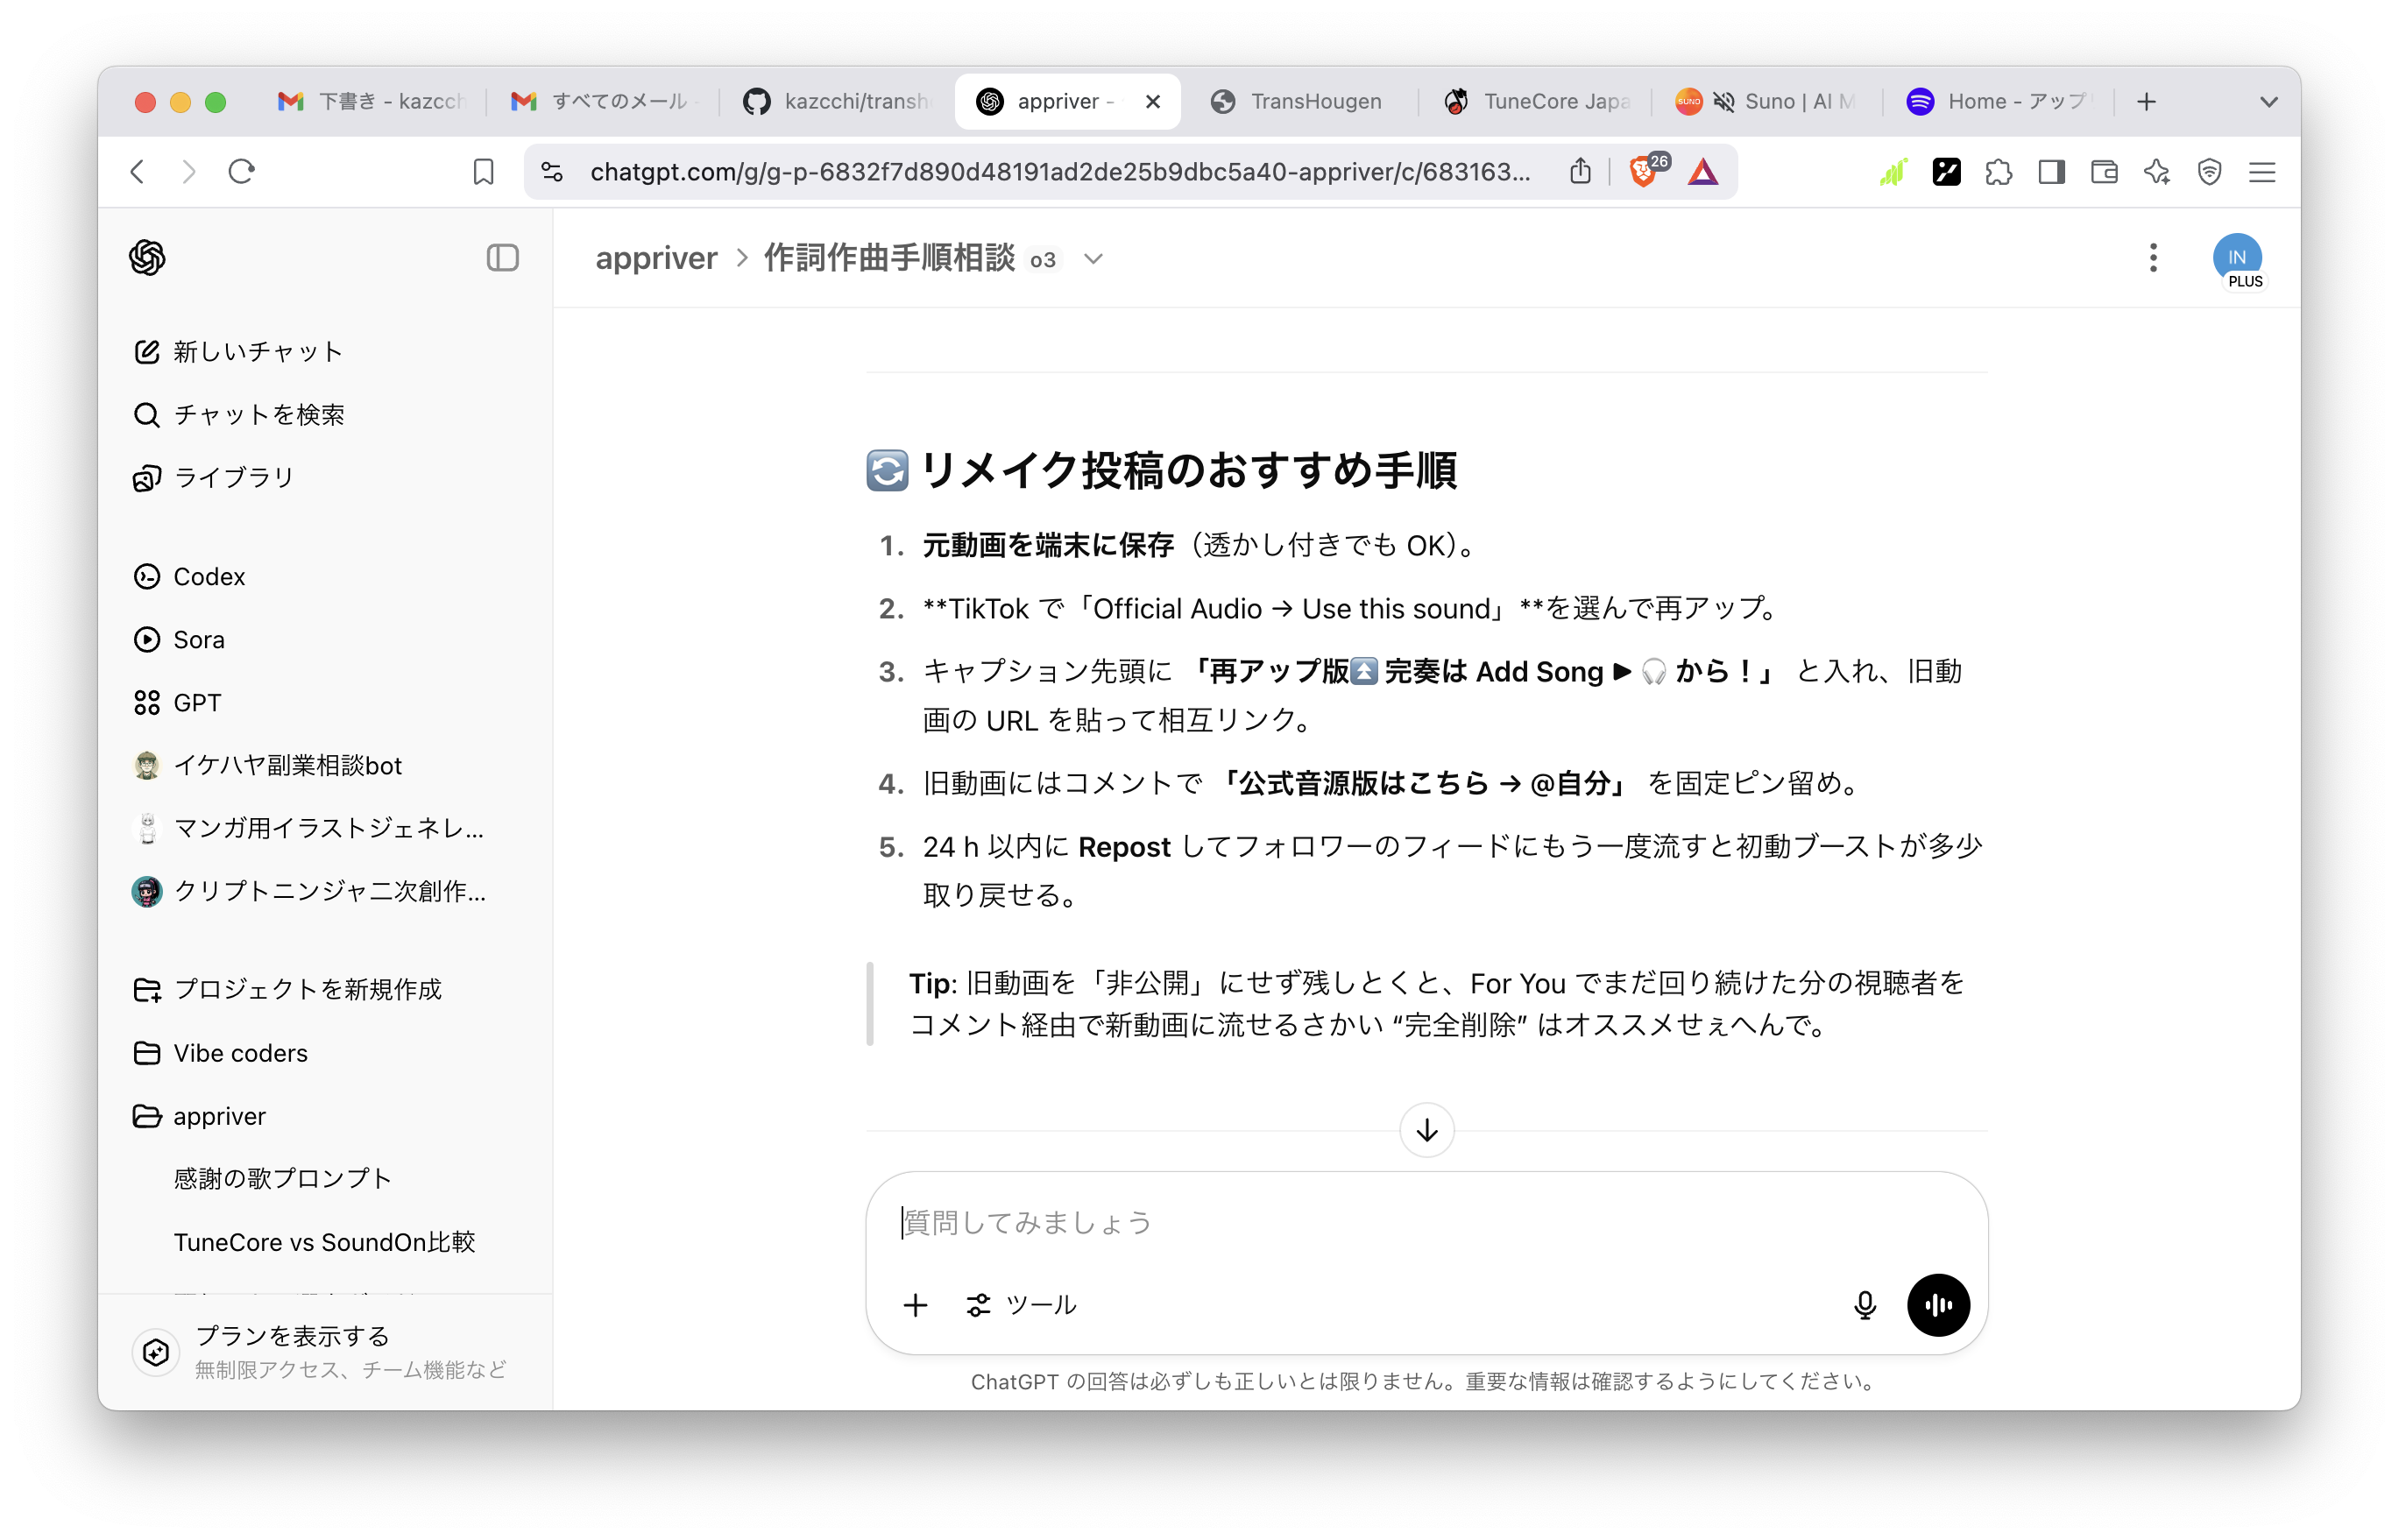 下書き - kazcch
すべてのメール -
kazcchi/transh
appriver -
TransHougen
TuneCore Japa
SUNO
Suno | AI M
Home - アップ
chatgpt.com/g/g-p-6832f7d890d48191ad2de25b9dbc5a40-appriver/c/683163...
26
appriver > 作詞作曲手順相談 o3
IN
PLUS
新しいチャット
チャットを検索
ライブラリ
Codex
Sora
GPT
イケハヤ副業相談bot
マンガ用イラストジェネレ...
クリプトニンジャ二次創作...
プロジェクトを新規作成
Vibe coders
appriver
感謝の歌プロンプト
TuneCore vs SoundOn比較
プランを表示する
無制限アクセス、チーム機能など
🔄 リメイク投稿のおすすめ手順
1. 元動画を端末に保存（透かし付きでも OK）。
2. **TikTok で「Official Audio → Use this sound」**を選んで再アップ。
3. キャプション先頭に 「再アップ版⏫ 完奏は Add Song ▶ 🎧 から！」 と入れ、旧動
画の URL を貼って相互リンク。
4. 旧動画にはコメントで 「公式音源版はこちら → @自分」 を固定ピン留め。
5. 24 h 以内に Repost してフォロワーのフィードにもう一度流すと初動ブーストが多少
取り戻せる。
Tip: 旧動画を「非公開」にせず残しとくと、For You でまだ回り続けた分の視聴者を
コメント経由で新動画に流せるさかい “完全削除” はオススメせぇへんで。
質問してみましょう
ツール
ChatGPT の回答は必ずしも正しいとは限りません。重要な情報は確認するようにしてください。